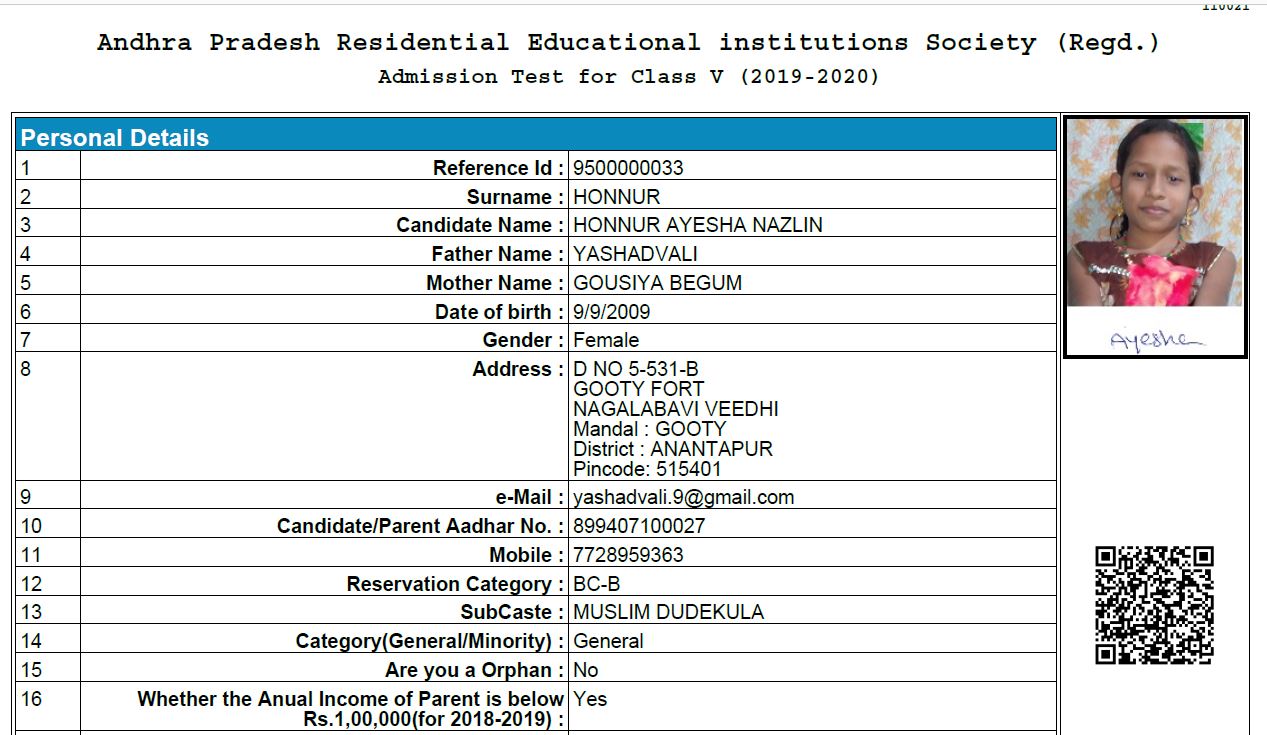 Andhra Pradesh Residential Educational institutions Society (Regd.)
Admission Test for Class V (2019-2020)
Personal Details
1 Reference Id : 9500000033
2 Surname : HONNUR
3 Candidate Name : HONNUR AYESHA NAZLIN
4 Father Name : YASHADVALI
5 Mother Name : GOUSIYA BEGUM
6 Date of birth : 9/9/2009
7 Gender : Female
8 Address : D NO 5-531-B
GOOTY FORT
NAGALABAVI VEEDHI
Mandal : GOOTY
District : ANANTAPUR
Pincode: 515401
9 e-Mail : yashadvali.9@gmail.com
10 Candidate/Parent Aadhar No. : 899407100027
11 Mobile : 7728959363
12 Reservation Category : BC-B
13 SubCaste : MUSLIM DUDEKULA
14 Category(General/Minority) : General
15 Are you a Orphan : No
16 Whether the Anual Income of Parent is below Yes
Rs.1,00,000(for 2018-2019) :
Ayesha